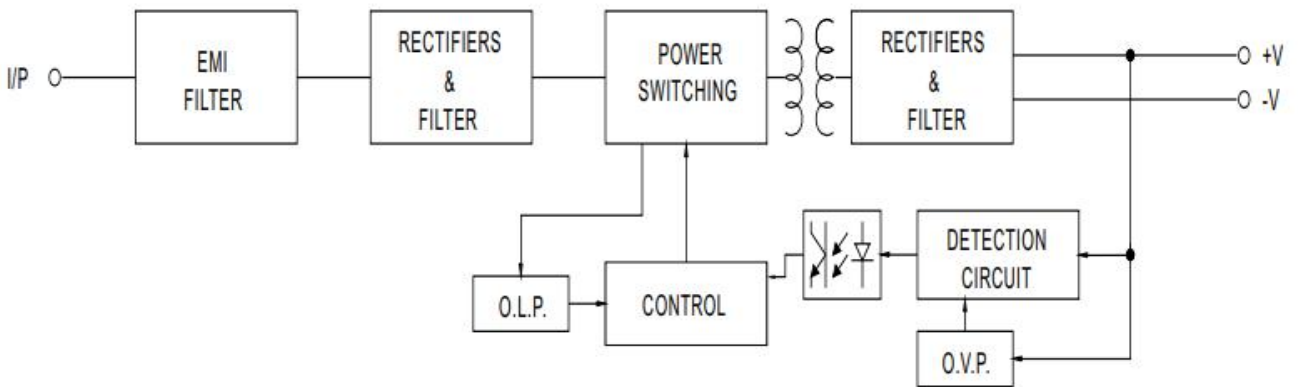 I/P
EMI
FILTER
RECTIFIERS
&
FILTER
POWER
SWITCHING
RECTIFIERS
&
FILTER
+V
-V
O.L.P.
CONTROL
DETECTION
CIRCUIT
O.V.P.